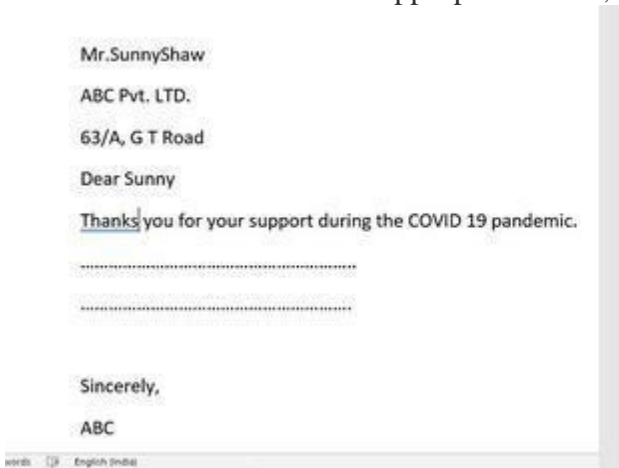 Mr.SunnyShaw
ABC Pvt. LTD.
63/A, G T Road
Dear Sunny
Thanks you for your support during the COVID 19 pandemic.
................................................................
...............................................................
Sincerely,
ABC
words English (India)